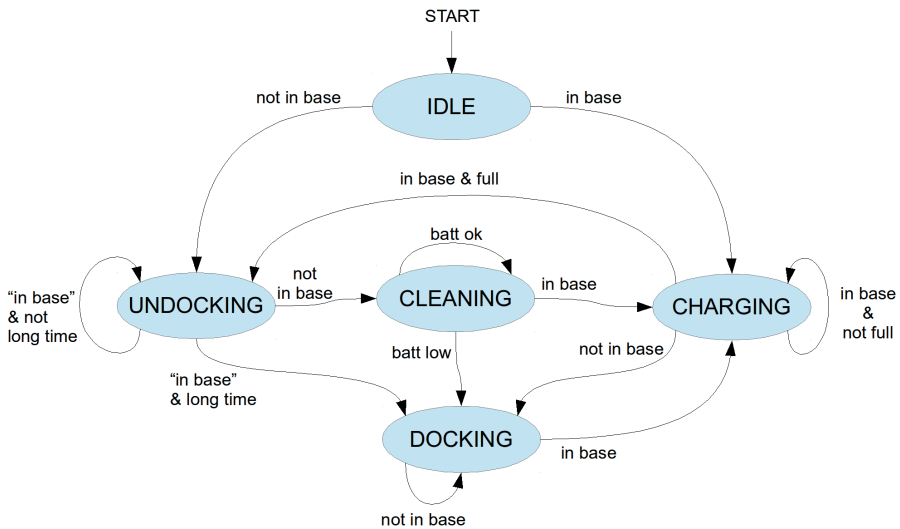 START
not in base
IDLE
in base
in base & full
batt ok
“in base”
& not
long time
UNDOCKING
not
in base
CLEANING
in base
CHARGING
in base
&
not full
batt low
not in base
“in base”
& long time
DOCKING
in base
not in base